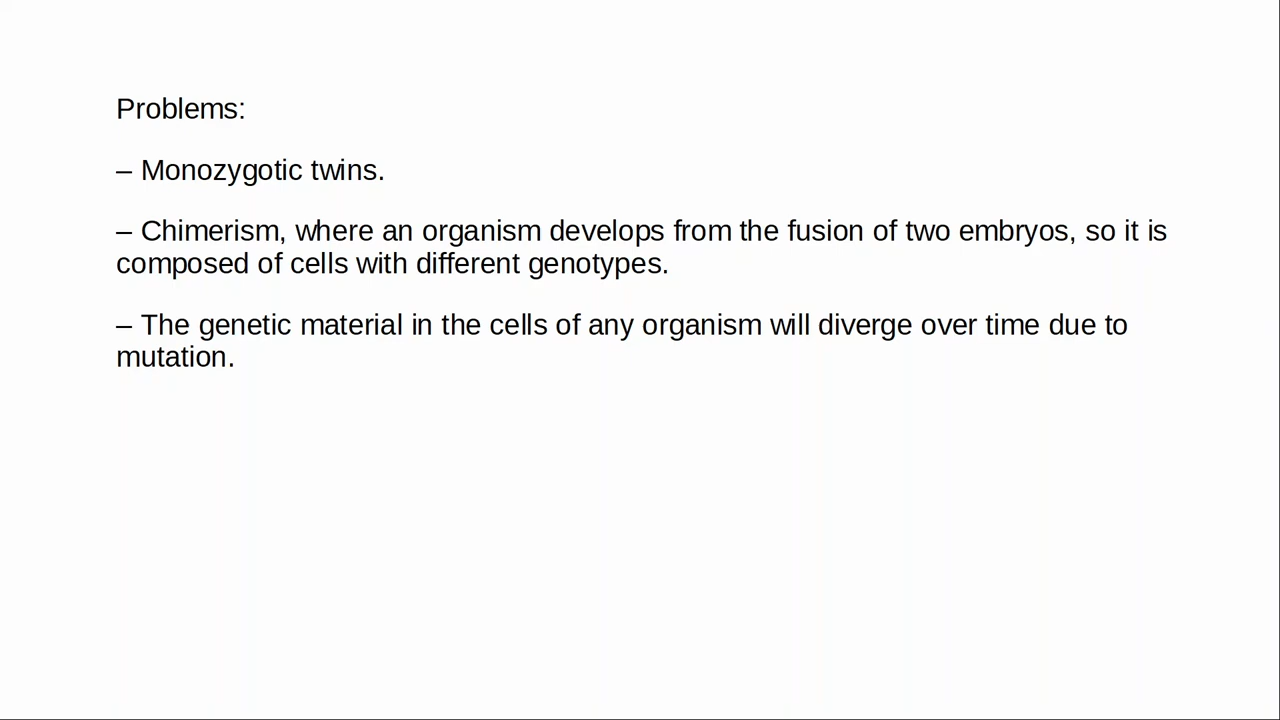 Problems:
– Monozygotic twins.
– Chimerism, where an organism develops from the fusion of two embryos, so it is
composed of cells with different genotypes.
– The genetic material in the cells of any organism will diverge over time due to
mutation.